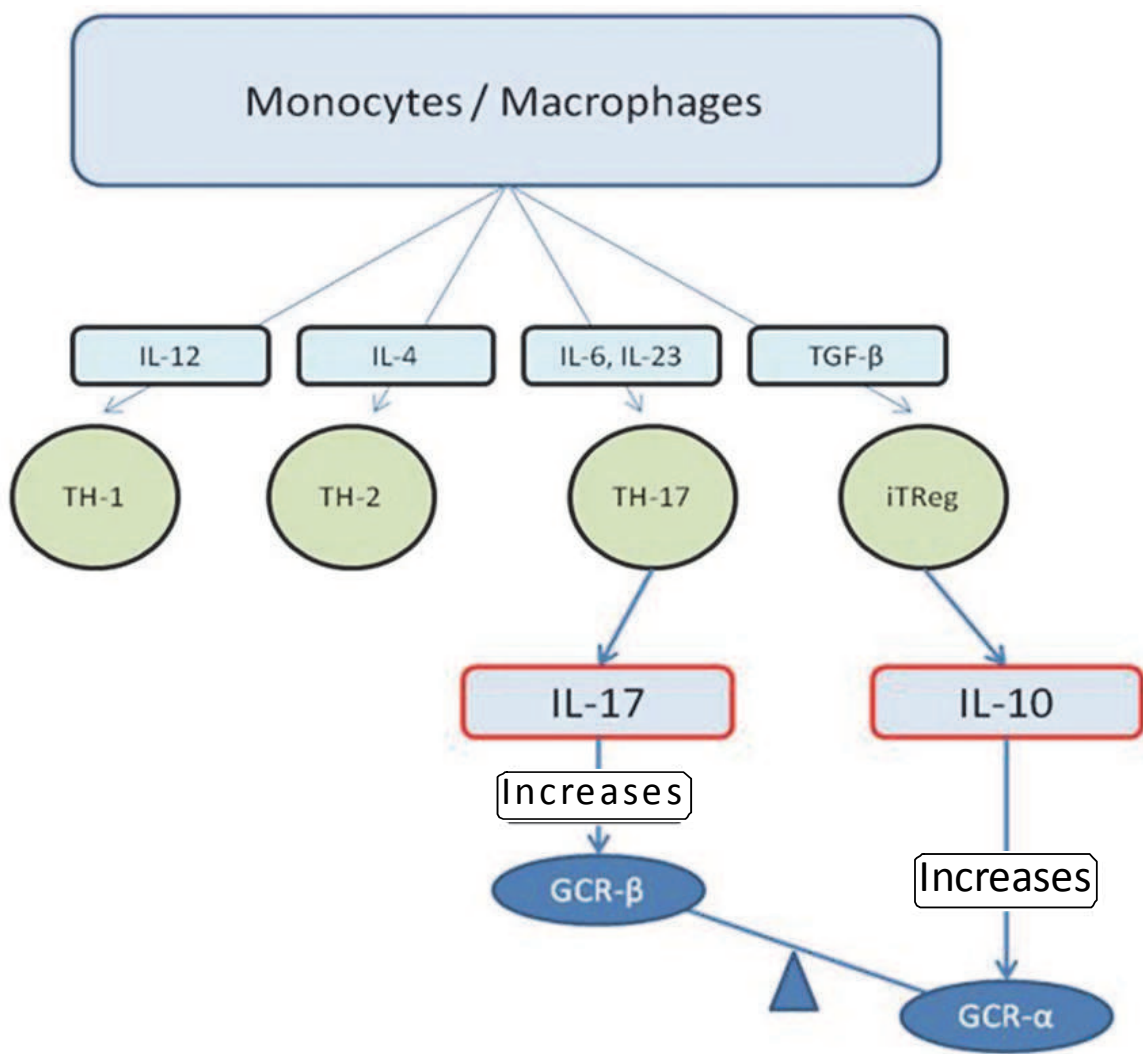 Monocytes / Macrophages
IL-12
IL-4
IL-6, IL-23
TGF-β
TH-1
TH-2
TH-17
iTReg
IL-17
IL-10
Increases
Increases
GCR-β
GCR-α